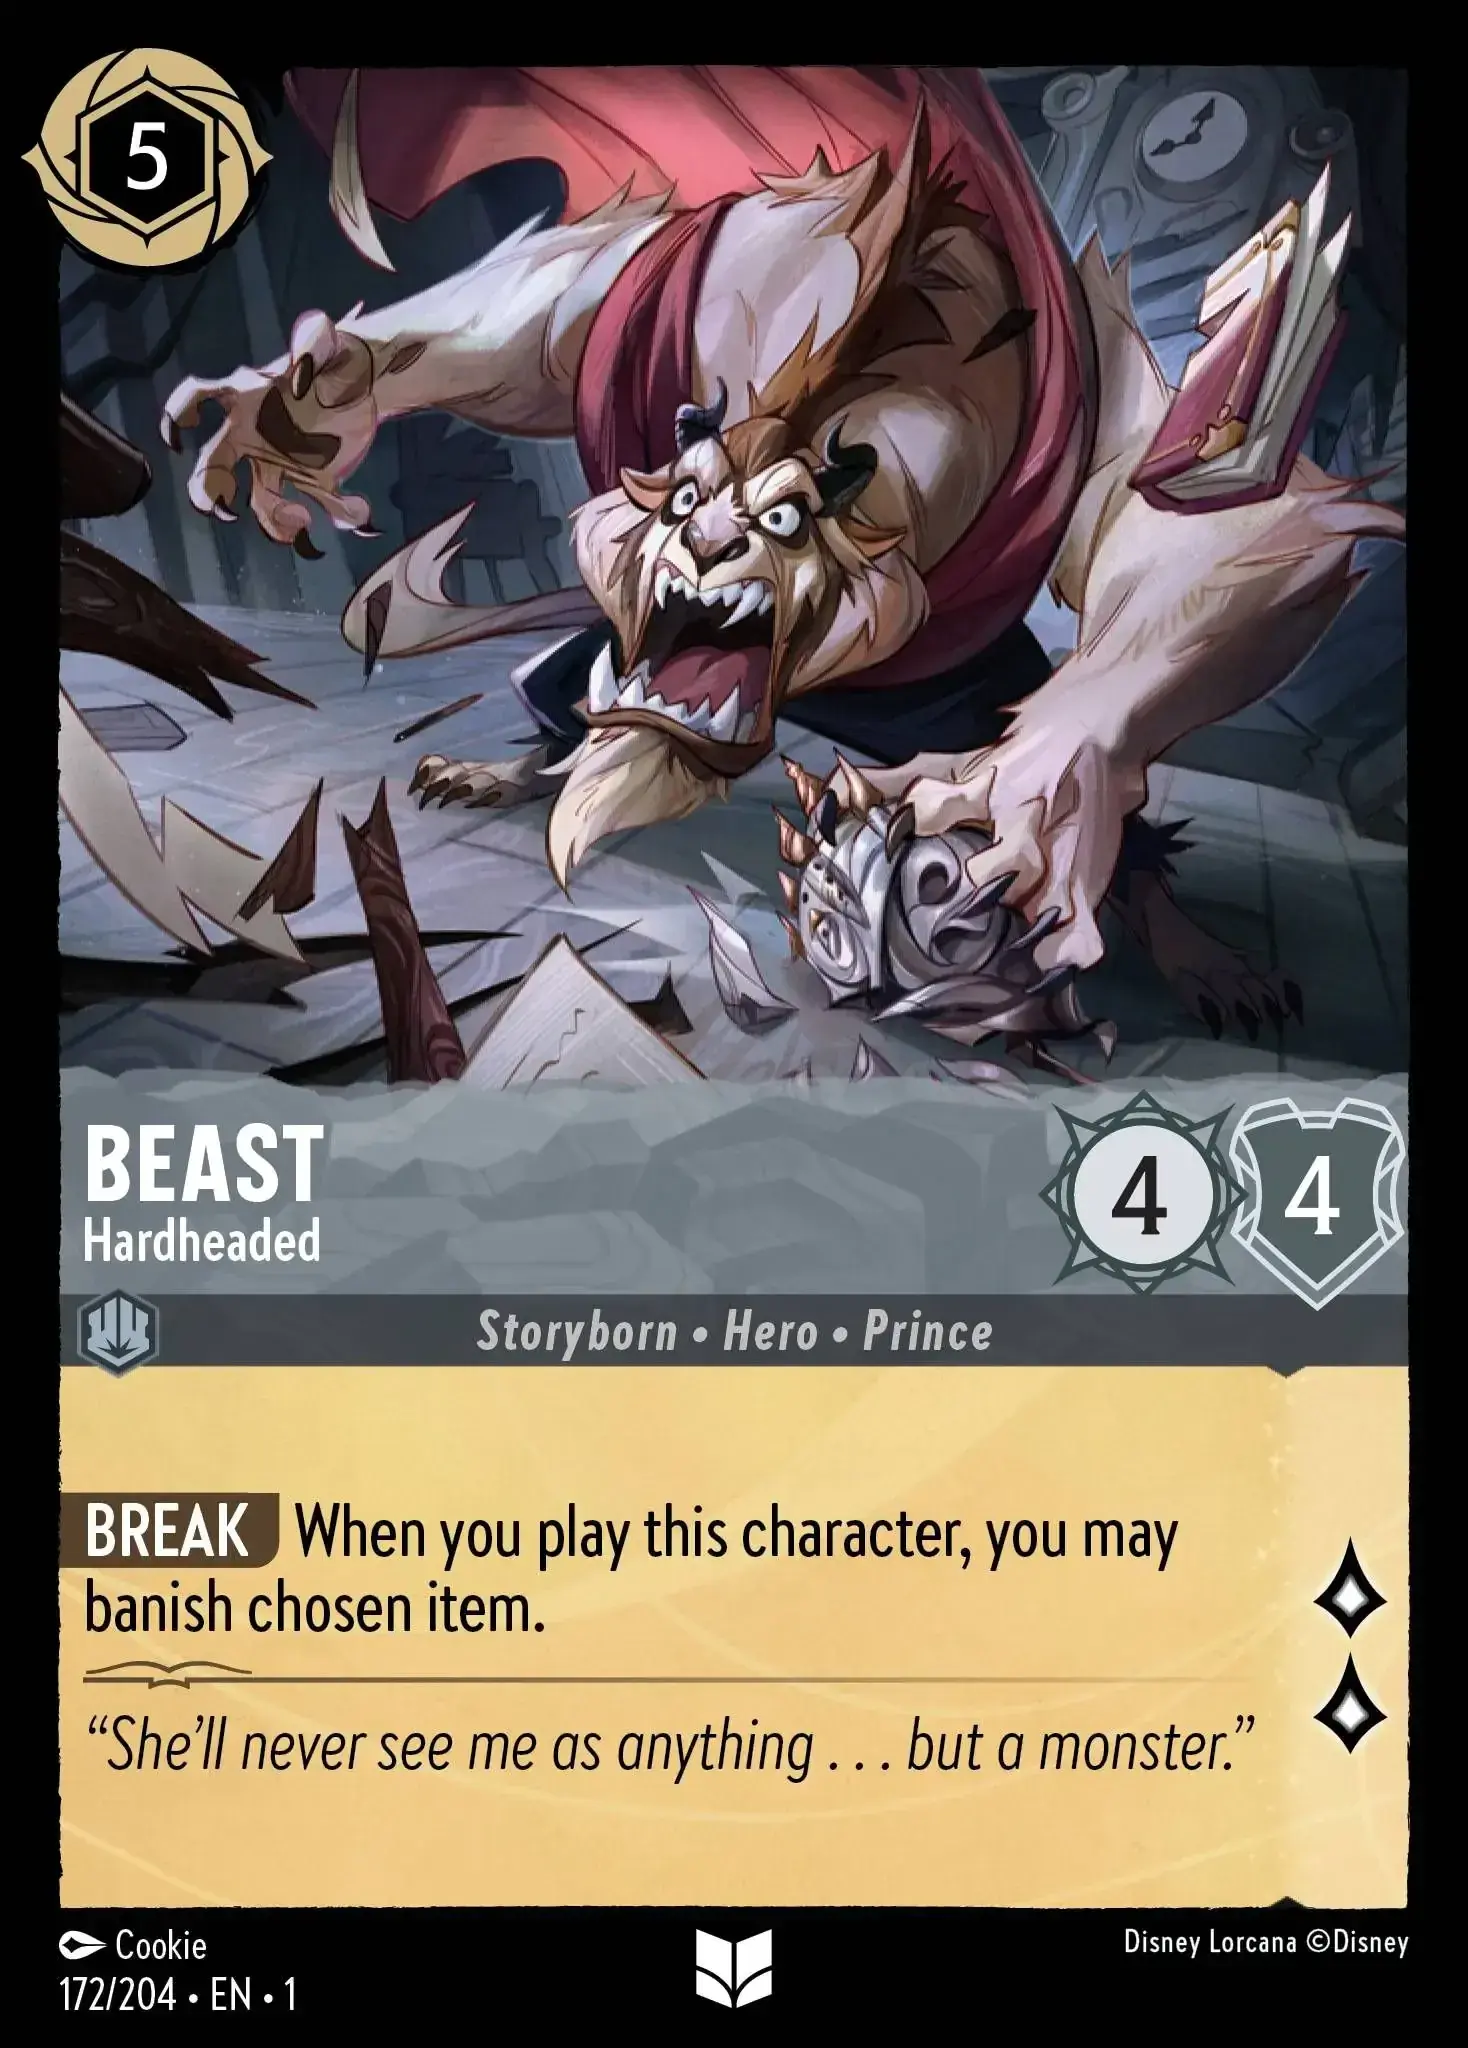 5
BEAST
Hardheaded
4 4
Storyborn • Hero • Prince
BREAK When you play this character, you may
banish chosen item.
“She’ll never see me as anything . . . but a monster.”
Cookie
172/204 • EN • 1
Disney Lorcana ©Disney